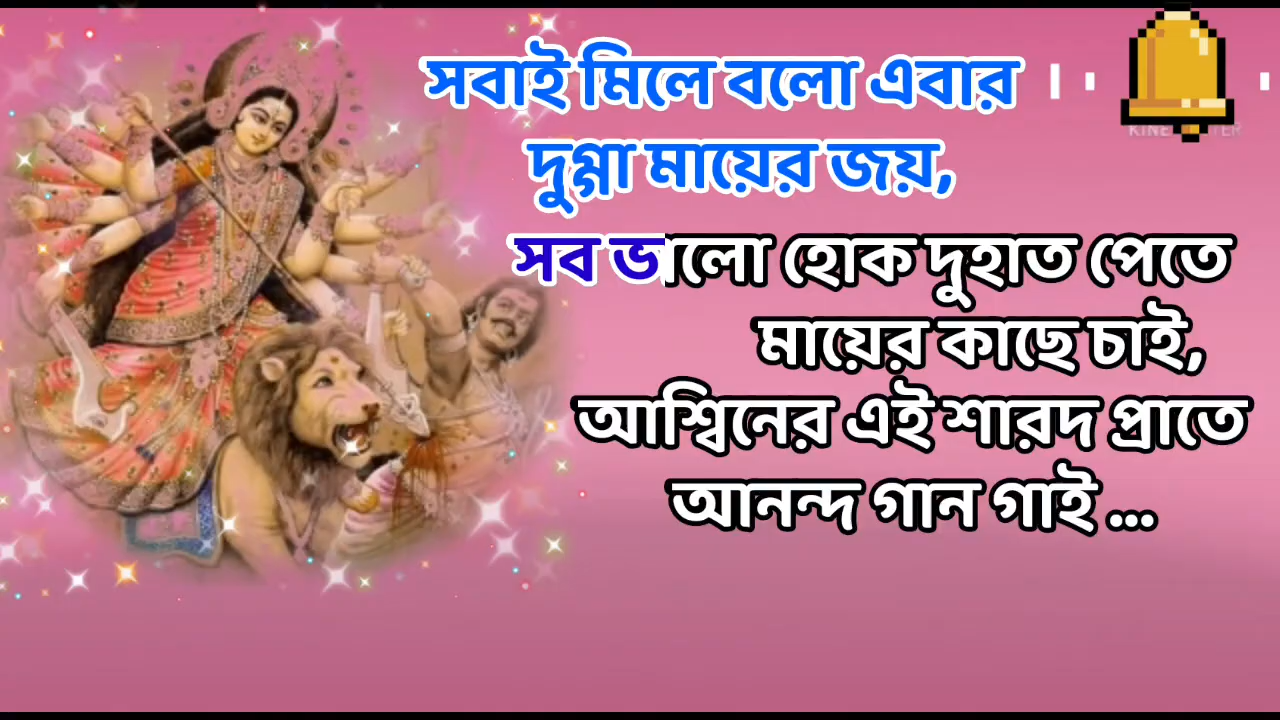 সবাই মিলে বলো এবার
দুগ্গা মায়ের জয়,
সব ভালো হোক দুহাত পেতে
মায়ের কাছে চাই,
আশ্বিনের এই শারদ প্রাতে
আনন্দ গান গাই ...